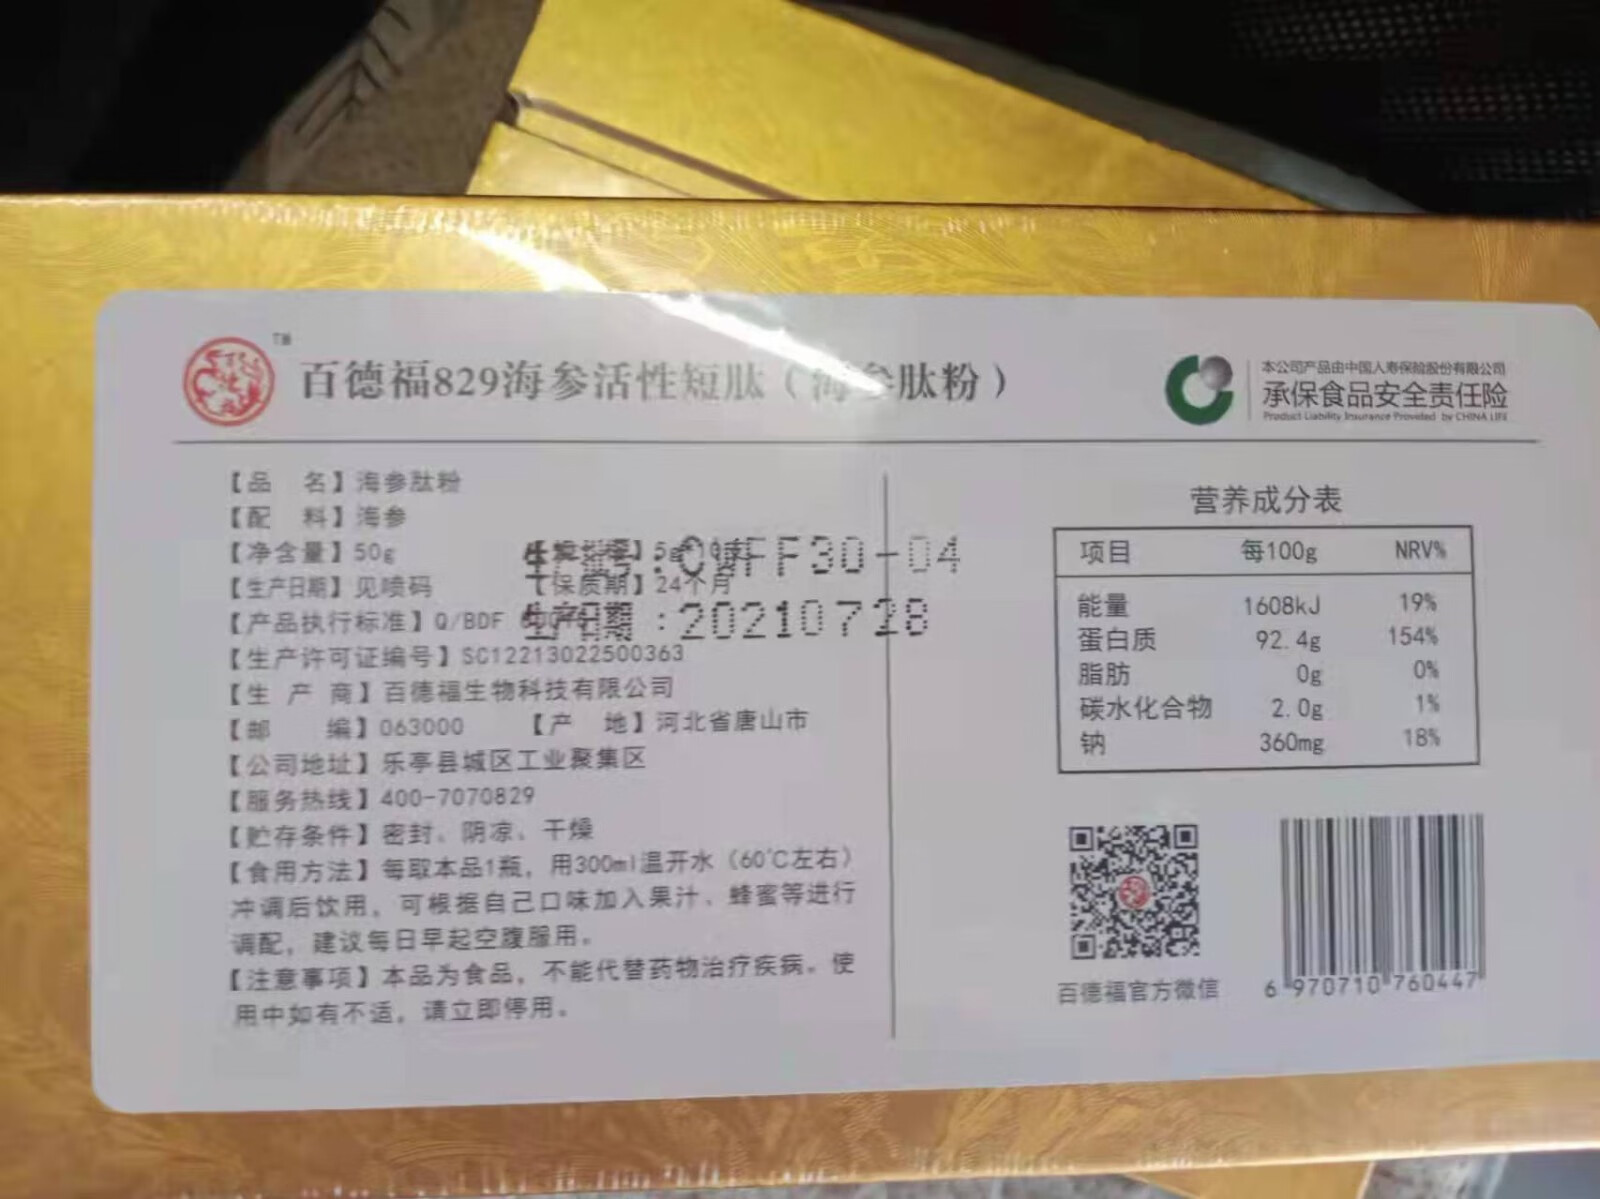 TM
百德福829海参活性短肽（海参肽粉）
本公司产品由中国人寿保险股份有限公司
承保食品安全责任险
Product Liability Insurance Provided by CHINA LIFE
【品 名】海参肽粉
【配 料】海参
【净含量】50g
生产批号:CWFF30-04
【生产日期】见喷码 【保质期】24个月
【产品执行标准】Q/BDF
生产日期:20210728
【生产许可证编号】SC12213022500363
【生 产 商】百德福生物科技有限公司
【邮 编】063000 【产 地】河北省唐山市
【公司地址】乐亭县城区工业聚集区
【服务热线】400-7070829
【贮存条件】密封、阴凉、干燥
【食用方法】每取本品1瓶，用300ml温开水（60℃左右）
冲调后饮用，可根据自己口味加入果汁、蜂蜜等进行
调配，建议每日早起空腹服用。
【注意事项】本品为食品，不能代替药物治疗疾病。使
用中如有不适，请立即停用。
营养成分表
项目 每100g NRV%
能量 1608kJ 19%
蛋白质 92.4g 154%
脂肪 0g 0%
碳水化合物 2.0g 1%
钠 360mg 18%
百德福官方微信
6 970710 760447